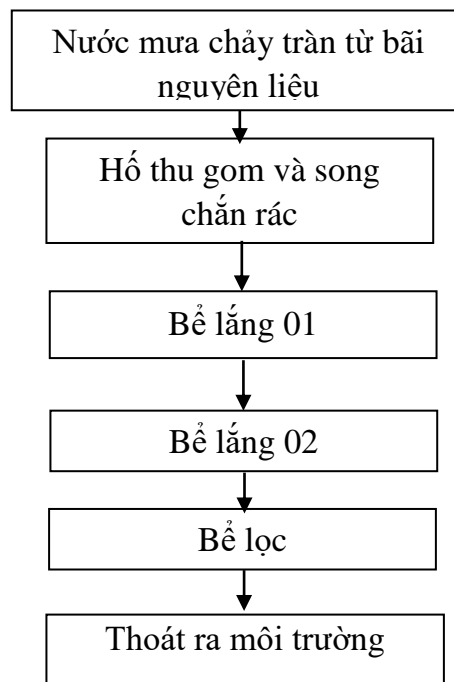 Nước mưa chảy tràn từ bãi
nguyên liệu
Hố thu gom và song
chắn rác
Bể lắng 01
Bể lắng 02
Bể lọc
Thoát ra môi trường